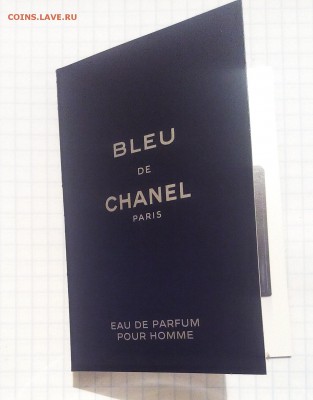 COINS.LAVE.RU
BLEU
DE
CHANEL
PARIS
EAU DE PARFUM
POUR HOMME